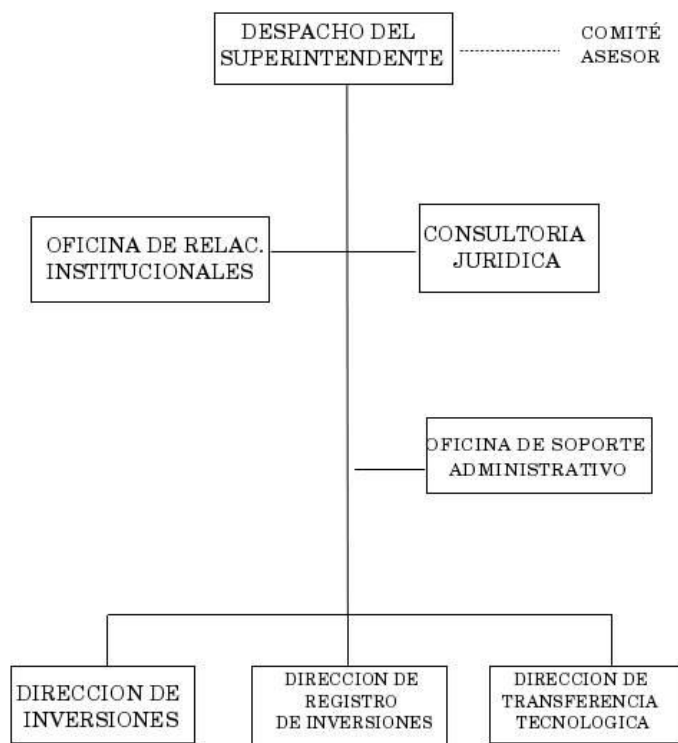 DESPACHO DEL
SUPERINTENDENTE
COMITÉ
ASESOR
OFICINA DE RELAC.
INSTITUCIONALES
CONSULTORIA
JURIDICA
OFICINA DE SOPORTE
ADMINISTRATIVO
DIRECCION DE
INVERSIONES
DIRECCION DE
REGISTRO
DE INVERSIONES
DIRECCION DE
TRANSFERENCIA
TECNOLOGICA